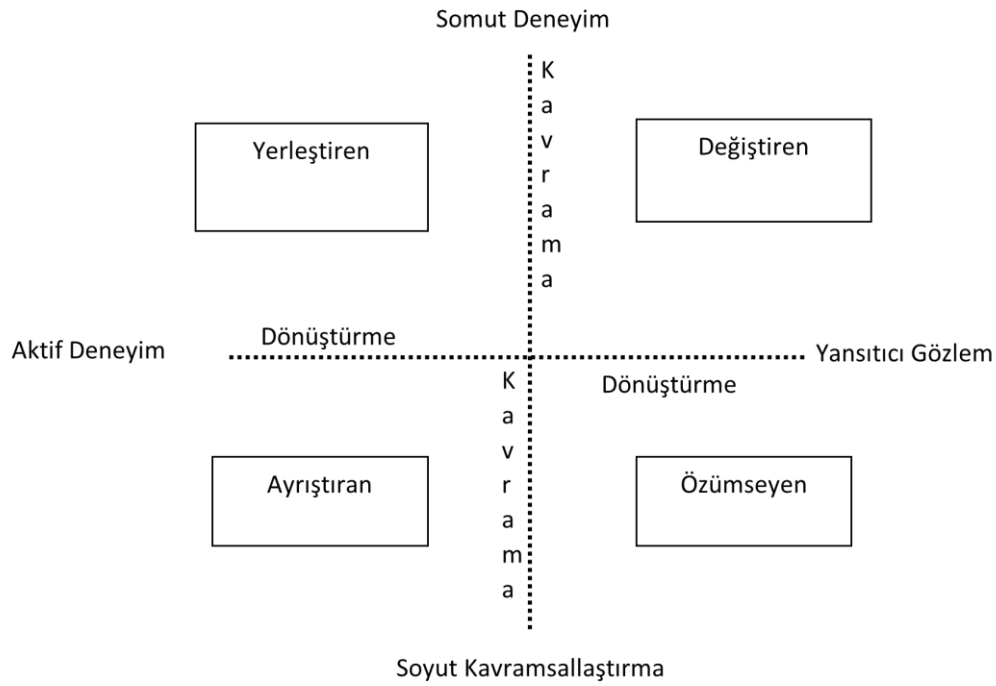 Somut Deneyim
Kavrama
Yerleştiren
Değiştiren
Dönüştürme
Aktif Deneyim
Yansıtıcı Gözlem
Dönüştürme
Kavrama
Ayrıştıran
Özümseyen
Soyut Kavramsallaştırma